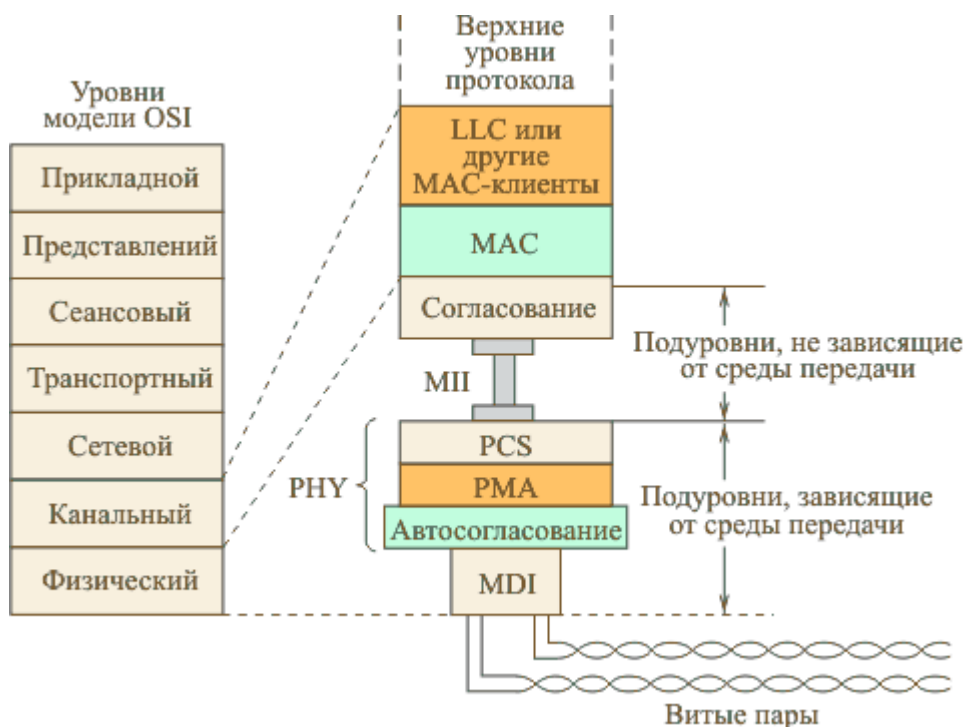 Уровни
модели OSI
Прикладной
Представлений
Сеансовый
Транспортный
Сетевой
Канальный
Физический
Верхние
уровни
протокола
LLC или
другие
MAC-клиенты
MAC
Согласование
MII
PHY
PCS
PMA
Автосогласование
MDI
Подуровни, не зависящие
от среды передачи
Подуровни, зависящие
от среды передачи
Витые пары